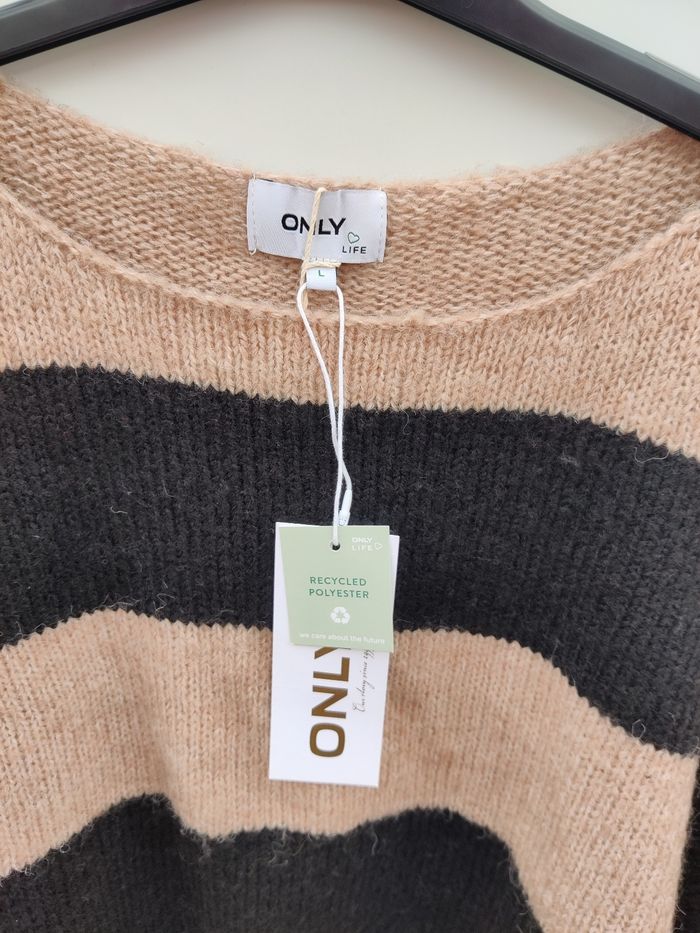 ONLY
LIFE
L
ONLY
LIFE
RECYCLED
POLYESTER
we care about the future
ONLY